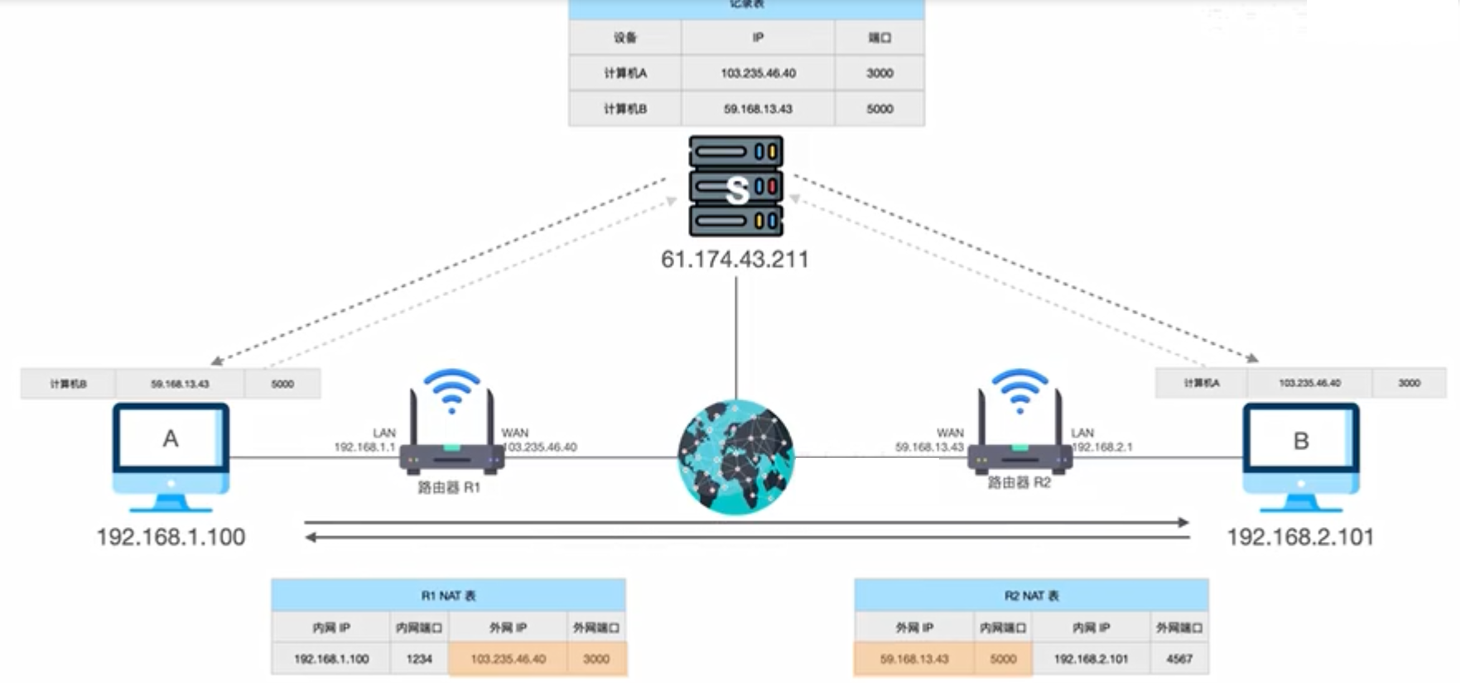 记录表
设备 IP 端口
计算机A 103.235.46.40 3000
计算机B 59.168.13.43 5000
S
61.174.43.211
计算机B 59.168.13.43 5000
计算机A 103.235.46.40 3000
A
LAN
192.168.1.1
WAN
103.235.46.40
路由器 R1
WAN
59.168.13.43
LAN
192.168.2.1
路由器 R2
B
192.168.1.100
192.168.2.101
R1 NAT 表
内网 IP 内网端口 外网 IP 外网端口
192.168.1.100 1234 103.235.46.40 3000
R2 NAT 表
外网 IP 内网端口 内网 IP 外网端口
59.168.13.43 5000 192.168.2.101 4567